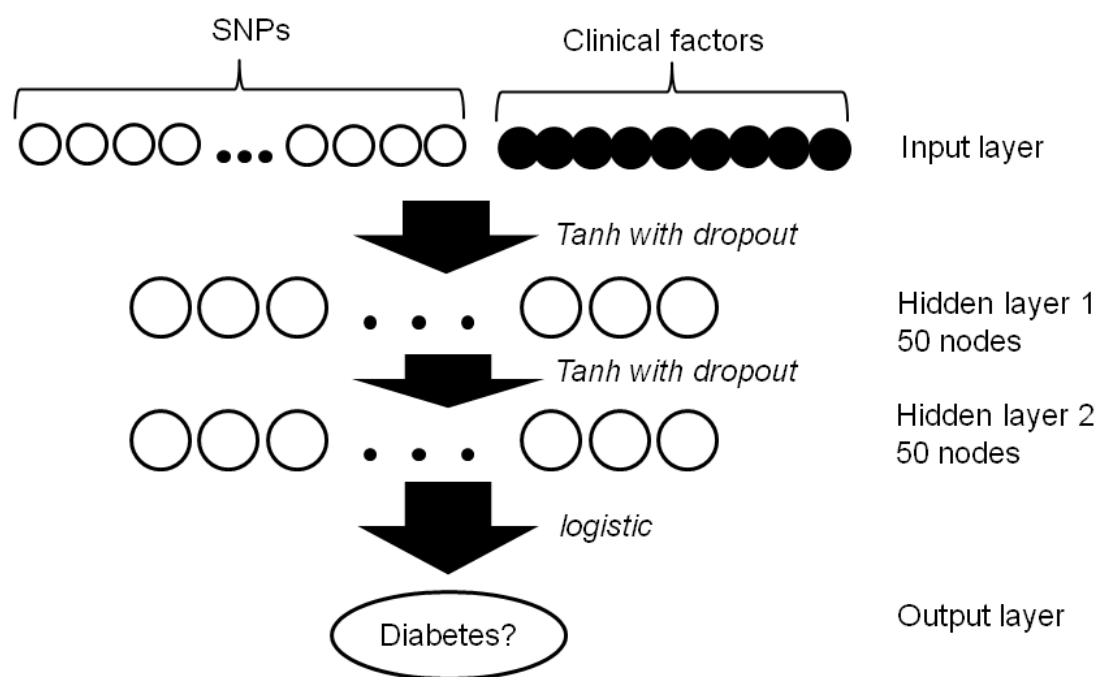 SNPs
Clinical factors
Input layer
Tanh with dropout
Hidden layer 1
50 nodes
Tanh with dropout
Hidden layer 2
50 nodes
logistic
Diabetes?
Output layer